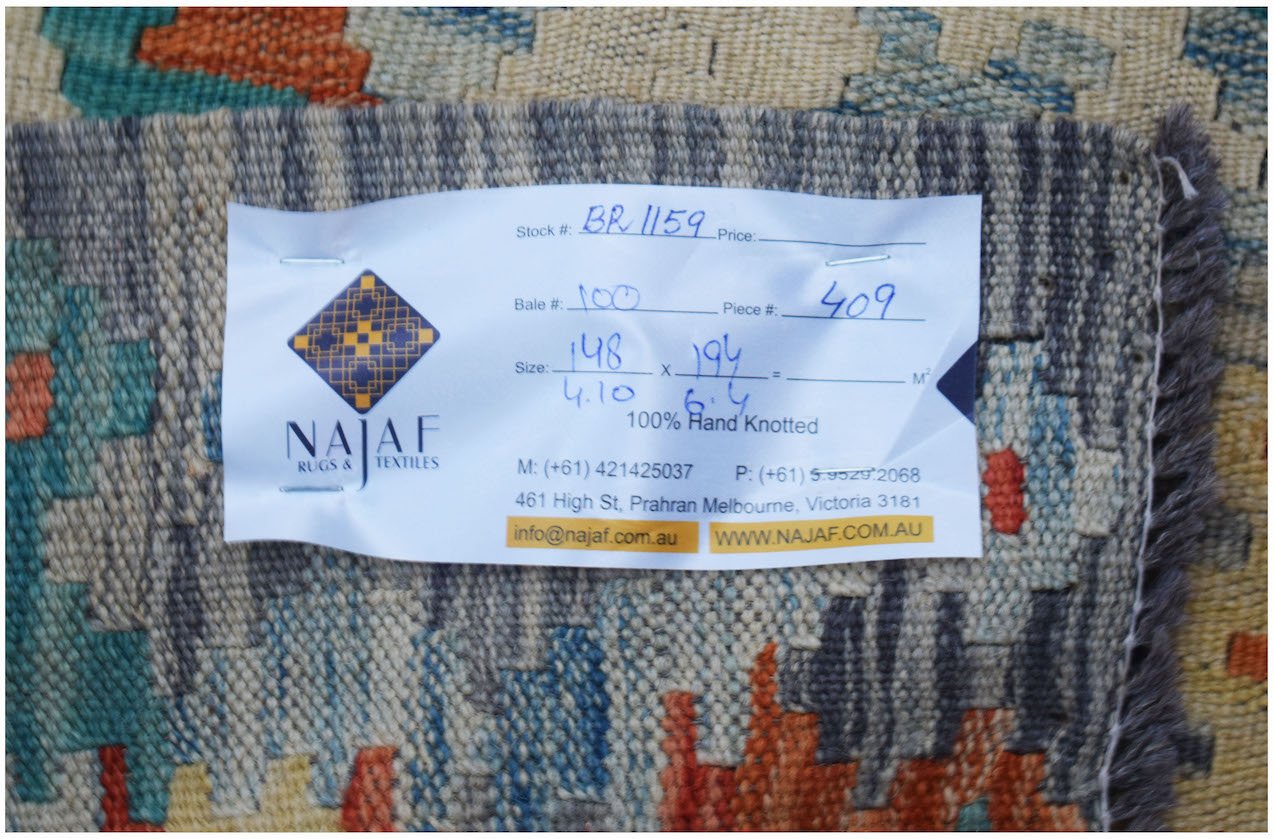 NAJAF
RUGS & TEXTILES
Stock #: BR 1159 Price:
Bale #: 100 Piece #: 409
Size: 148 x 194 = M²
4.10 6.4
100% Hand Knotted
M: (+61) 421425037 P: (+61) 3.9529.2068
461 High St, Prahran Melbourne, Victoria 3181
info@najaf.com.au WWW.NAJAF.COM.AU